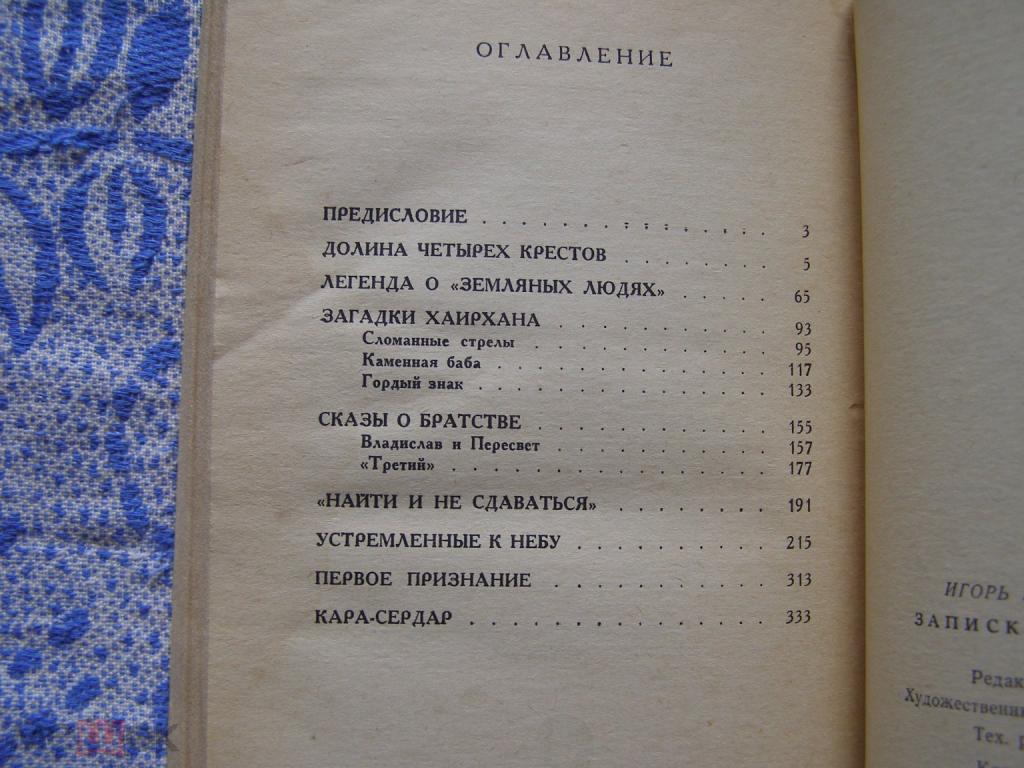 ОГЛАВЛЕНИЕ
ПРЕДИСЛОВИЕ . . . . . . . . . . . . . 3
ДОЛИНА ЧЕТЫРЕХ КРЕСТОВ . . . . . . . 5
ЛЕГЕНДА О «ЗЕМЛЯНЫХ ЛЮДЯХ» . . . . . 65
ЗАГАДКИ ХАИРХАНА . . . . . . . . . . 93
Сломанные стрелы . . . . . . . . . . 95
Каменная баба . . . . . . . . . . . 117
Гордый знак . . . . . . . . . . . . 133
СКАЗЫ О БРАТСТВЕ . . . . . . . . . . 155
Владислав и Пересвет . . . . . . . . 157
«Третий» . . . . . . . . . . . . . 177
«НАЙТИ И НЕ СДАВАТЬСЯ» . . . . . . . 191
УСТРЕМЛЕННЫЕ К НЕБУ . . . . . . . . 215
ПЕРВОЕ ПРИЗНАНИЕ . . . . . . . . . 313
КАРА-СЕРДАР . . . . . . . . . . . . 333
ИГОРЬ
ЗАПИСК
Редак
Художественни
Тех. р